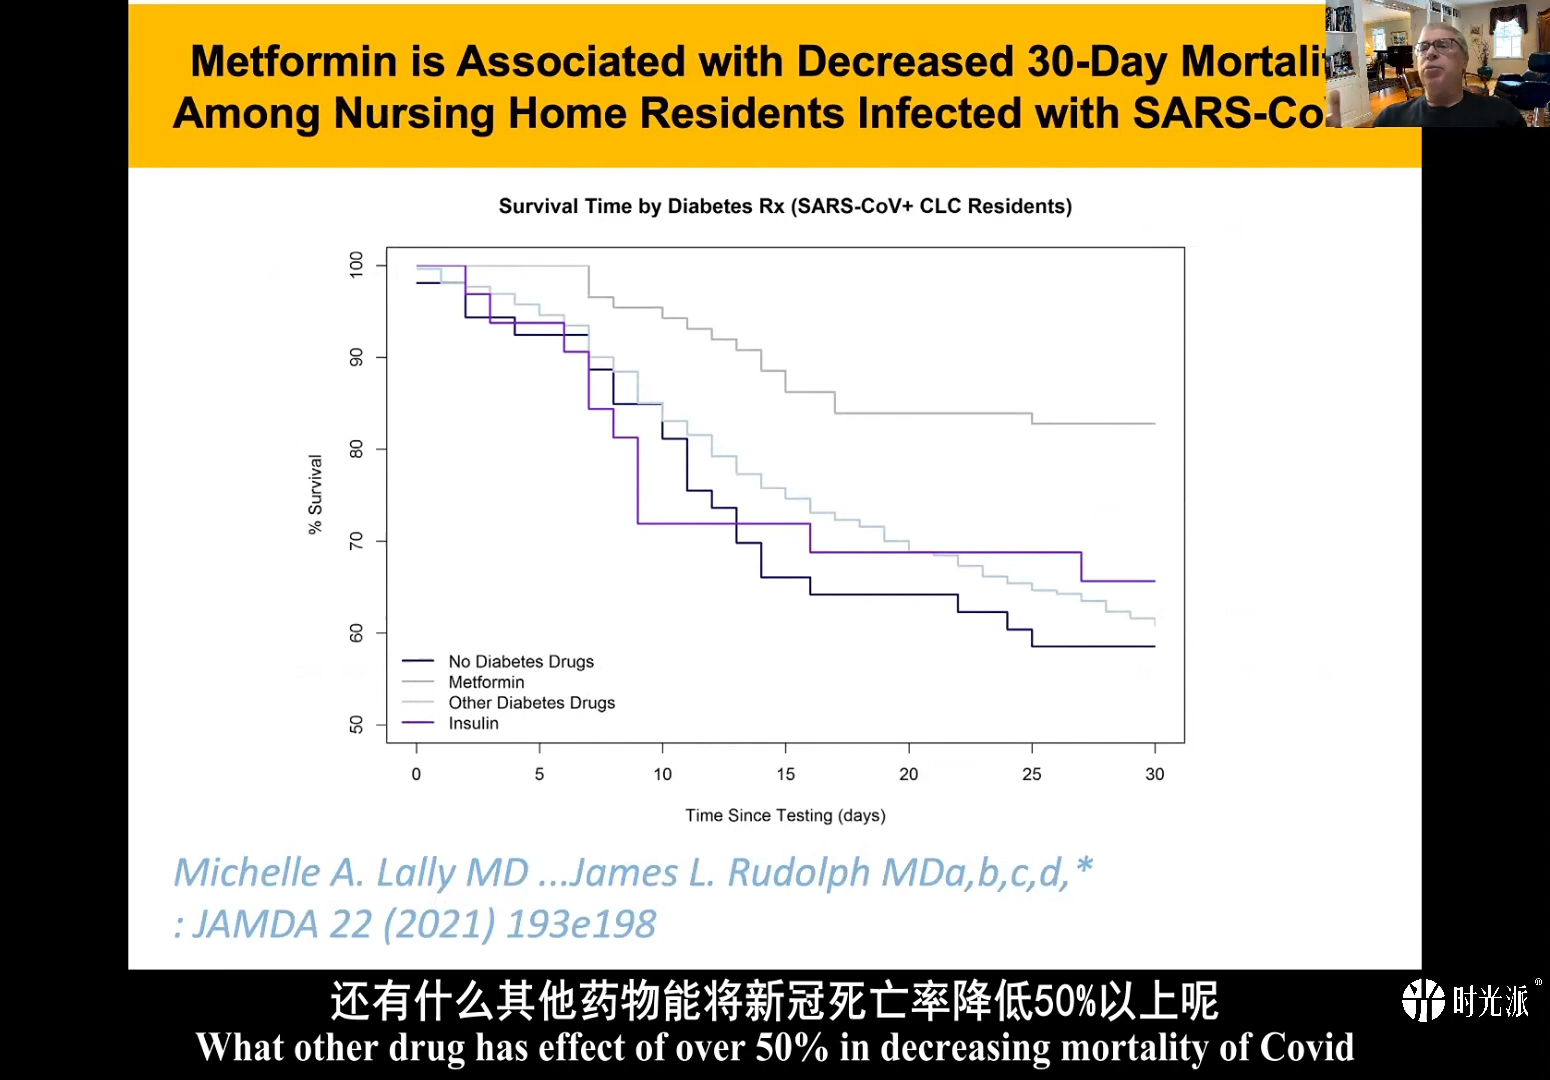 Metformin is Associated with Decreased 30-Day Mortali
Among Nursing Home Residents Infected with SARS-Co
Survival Time by Diabetes Rx (SARS-CoV+ CLC Residents)
100
90
80
70
60
50
% Survival
No Diabetes Drugs
Metformin
Other Diabetes Drugs
Insulin
0 5 10 15 20 25 30
Time Since Testing (days)
Michelle A. Lally MD ...James L. Rudolph MDa,b,c,d,*
: JAMDA 22 (2021) 193e198
还有什么其他药物能将新冠死亡率降低50%以上呢
时光派®
What other drug has effect of over 50% in decreasing mortality of Covid